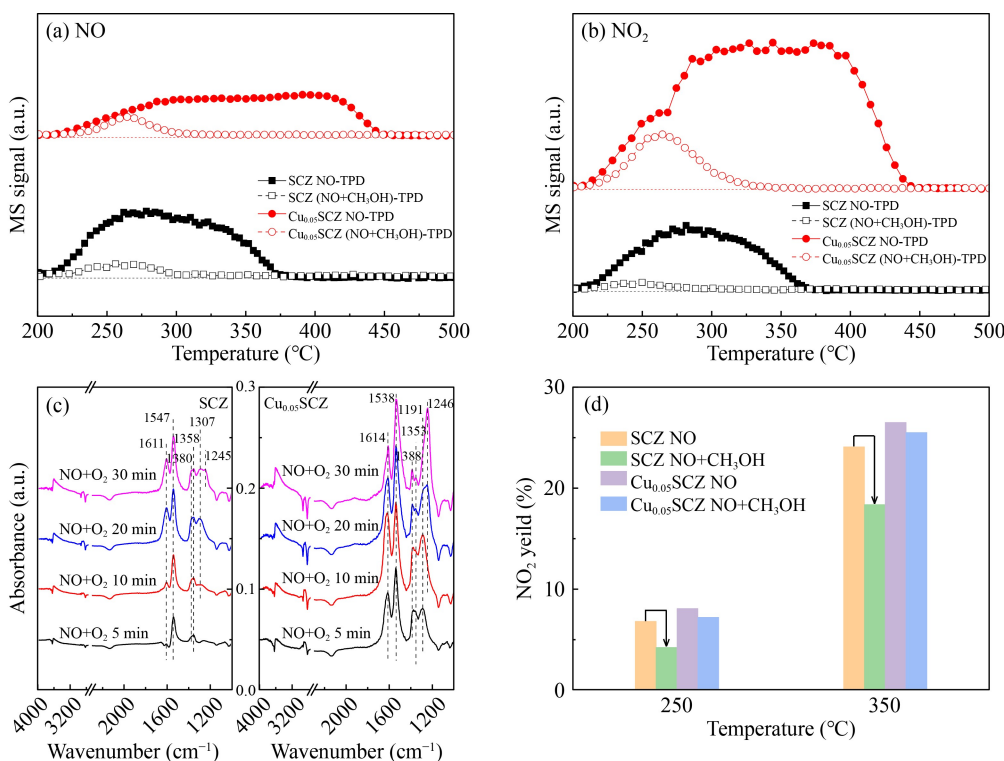 (a) NO
MS signal (a.u.)
SCZ NO-TPD
SCZ (NO+CH₃OH)-TPD
Cu₀.₀₅SCZ NO-TPD
Cu₀.₀₅SCZ (NO+CH₃OH)-TPD
200 250 300 350 400 450 500
Temperature (℃)
(b) NO₂
MS signal (a.u.)
SCZ NO-TPD
SCZ (NO+CH₃OH)-TPD
Cu₀.₀₅SCZ NO-TPD
Cu₀.₀₅SCZ (NO+CH₃OH)-TPD
200 250 300 350 400 450 500
Temperature (℃)
(c)
SCZ
1547
1307
1611
1358
1380
1245
NO+O₂ 30 min
NO+O₂ 20 min
NO+O₂ 10 min
NO+O₂ 5 min
Absorbance (a.u.)
4000 3200 2000 1600 1200
Wavenumber (cm⁻¹)
0.3
0.2
0.1
0.0
Cu₀.₀₅SCZ
1538
1191
1246
1614
1353
1388
NO+O₂ 30 min
NO+O₂ 20 min
NO+O₂ 10 min
NO+O₂ 5 min
4000 3200 2000 1600 1200
Wavenumber (cm⁻¹)
(d)
30
20
10
0
NO₂ yeild (%)
SCZ NO
SCZ NO+CH₃OH
Cu₀.₀₅SCZ NO
Cu₀.₀₅SCZ NO+CH₃OH
250 350
Temperature (℃)